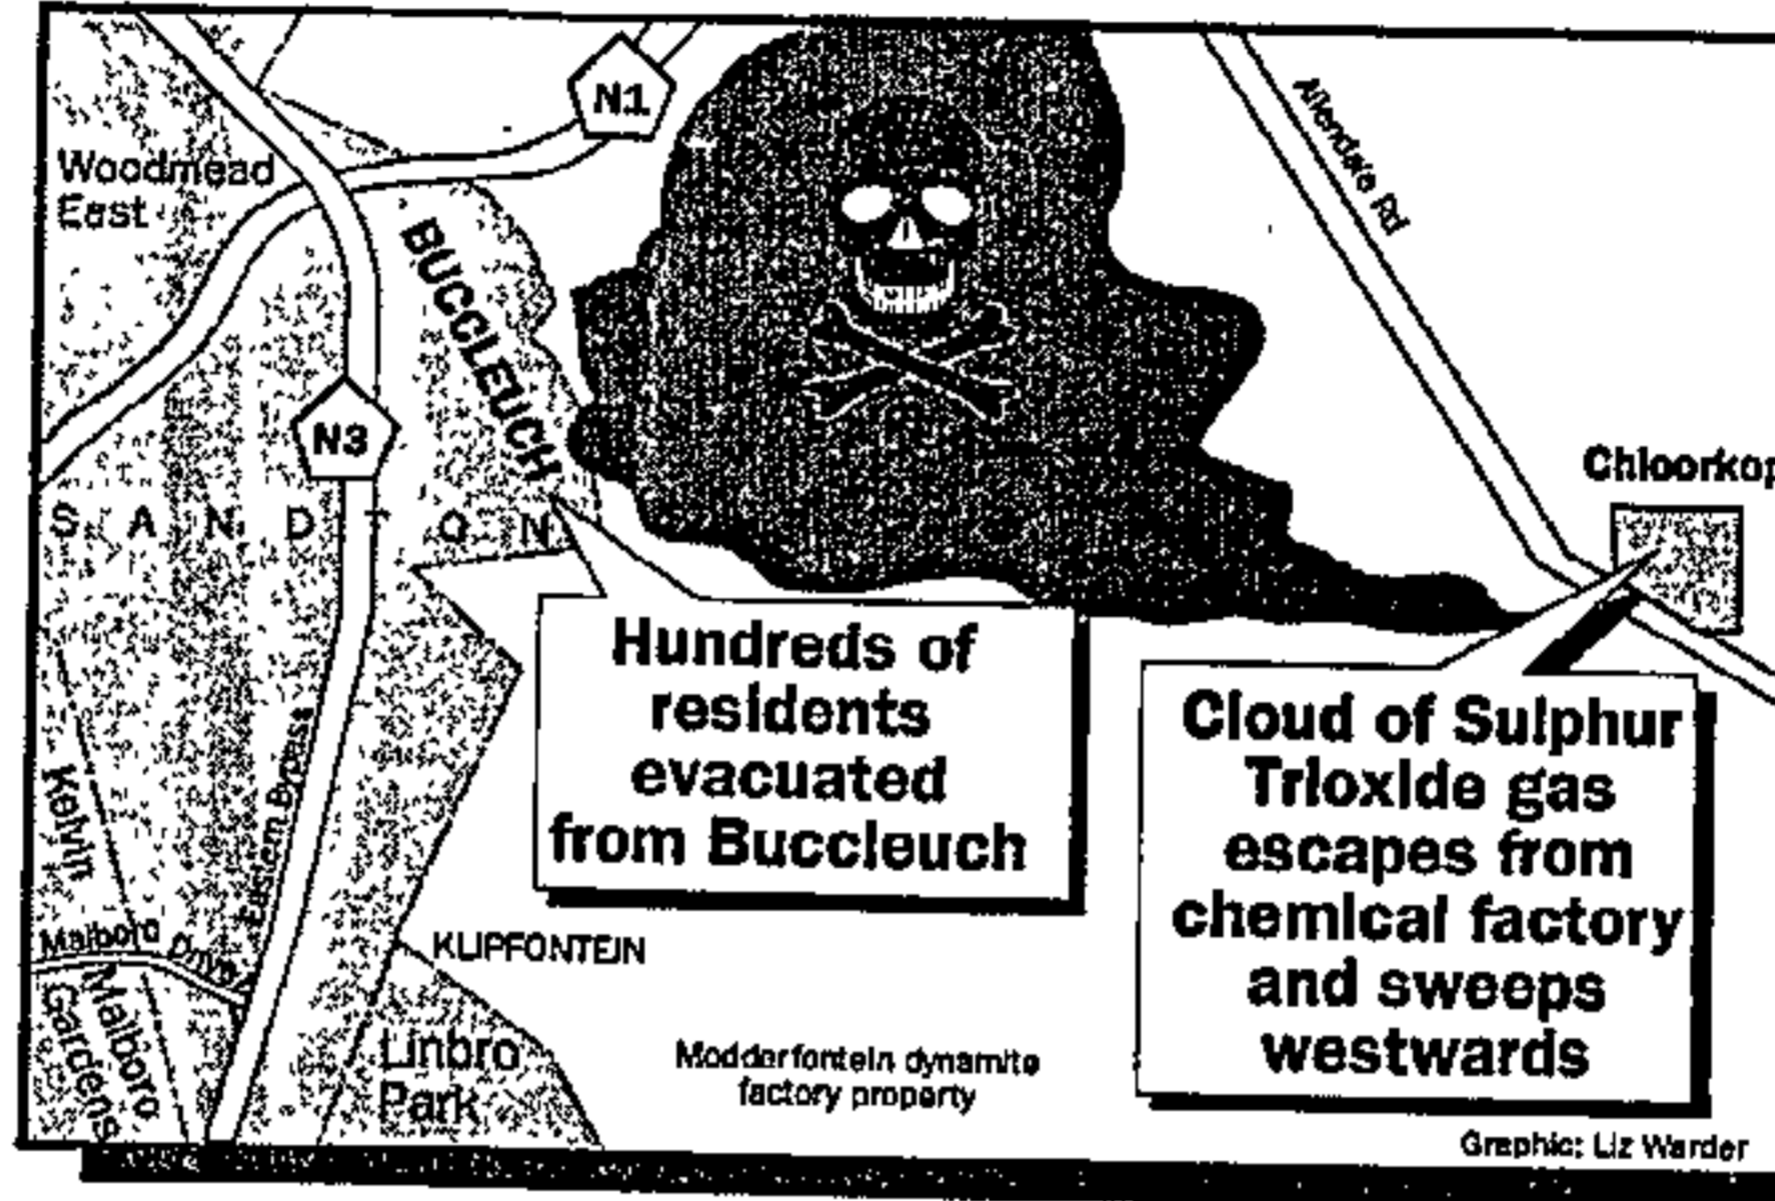 N1
Woodmead
East
Allendale Rd
BUCCLEUCH
N3
Chloorkop
S A N D T O N
Hundreds of
residents
evacuated
from Buccleuch
Cloud of Sulphur
Trioxide gas
escapes from
chemical factory
and sweeps
westwards
Kelvin
Eastern Bypass
Malboro Drive
KLIPFONTEIN
Malboro
Gardens
Linbro
Park
Modderfontein dynamite
factory property
Graphic: Liz Warder